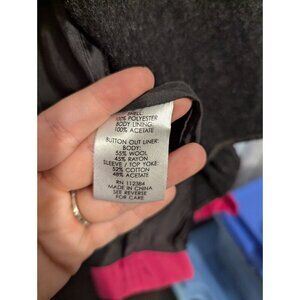 SHELL:
100% POLYESTER
BODY LINING:
100% ACETATE
BUTTON OUT LINER:
BODY:
55% WOOL
45% RAYON
SLEEVE / TOP YOKE:
52% COTTON
48% ACETATE
RN 112384
MADE IN CHINA
SEE REVERSE
FOR CARE